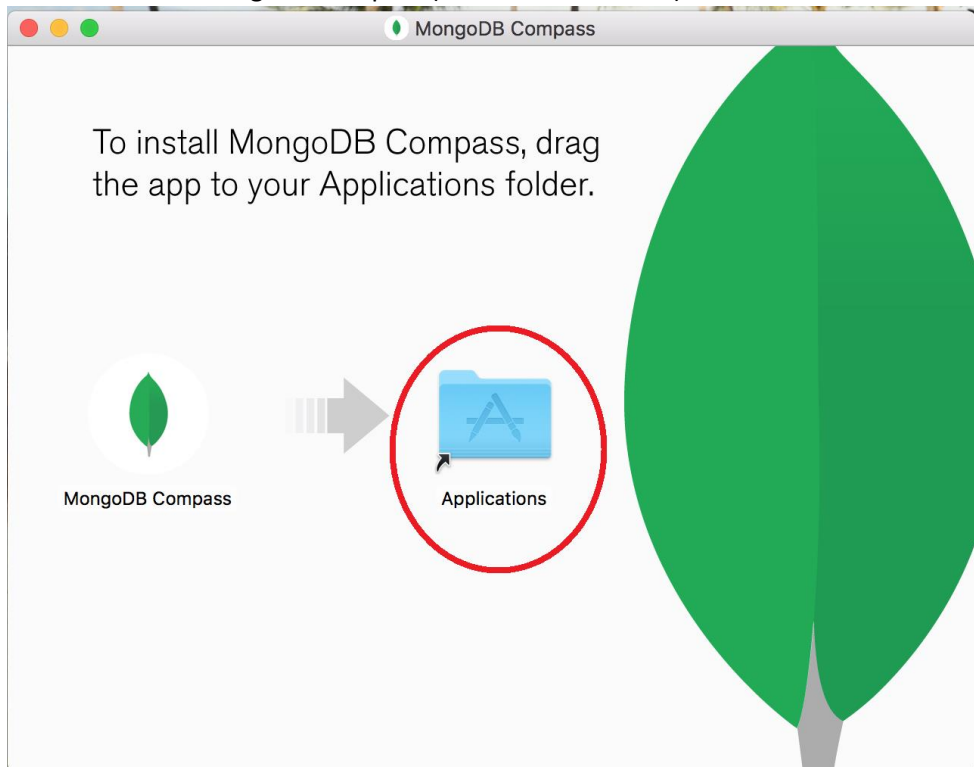 MongoDB Compass
To install MongoDB Compass, drag
the app to your Applications folder.
MongoDB Compass
Applications